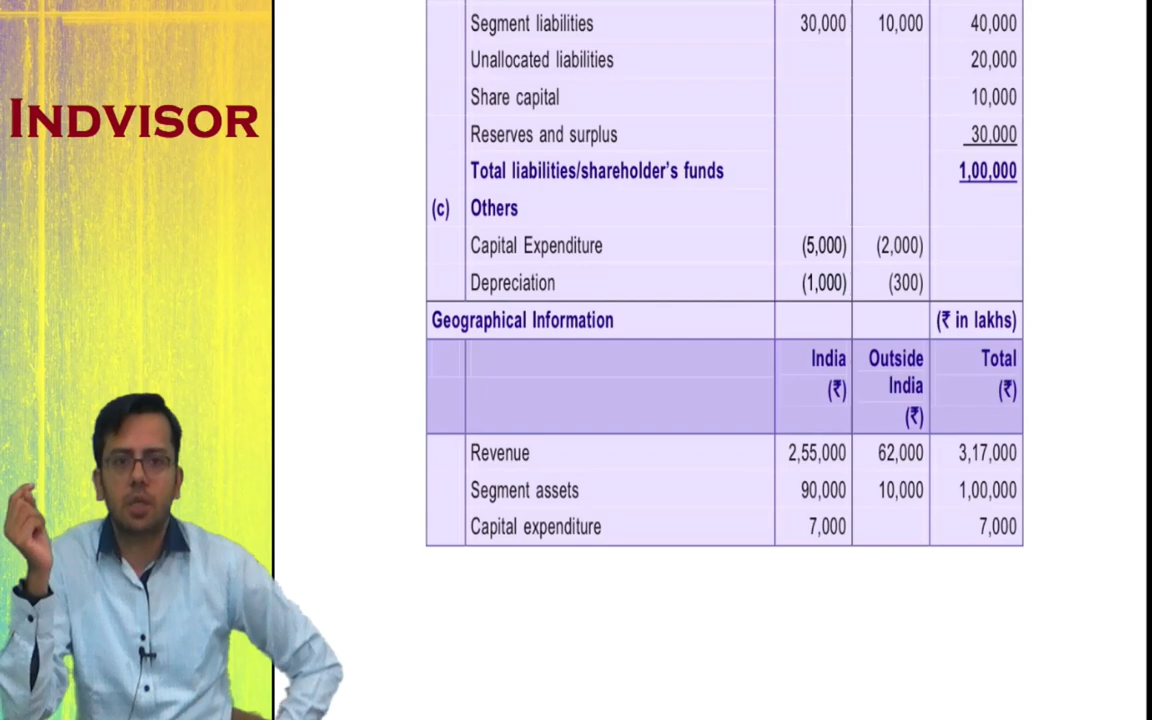 INDVISOR
Segment liabilities 30,000 10,000 40,000
Unallocated liabilities 20,000
Share capital 10,000
Reserves and surplus 30,000
Total liabilities/shareholder's funds 1,00,000
(c) Others
Capital Expenditure (5,000) (2,000)
Depreciation (1,000) (300)
Geographical Information (₹ in lakhs)
India Outside Total
(₹) India (₹)
(₹)
Revenue 2,55,000 62,000 3,17,000
Segment assets 90,000 10,000 1,00,000
Capital expenditure 7,000 7,000